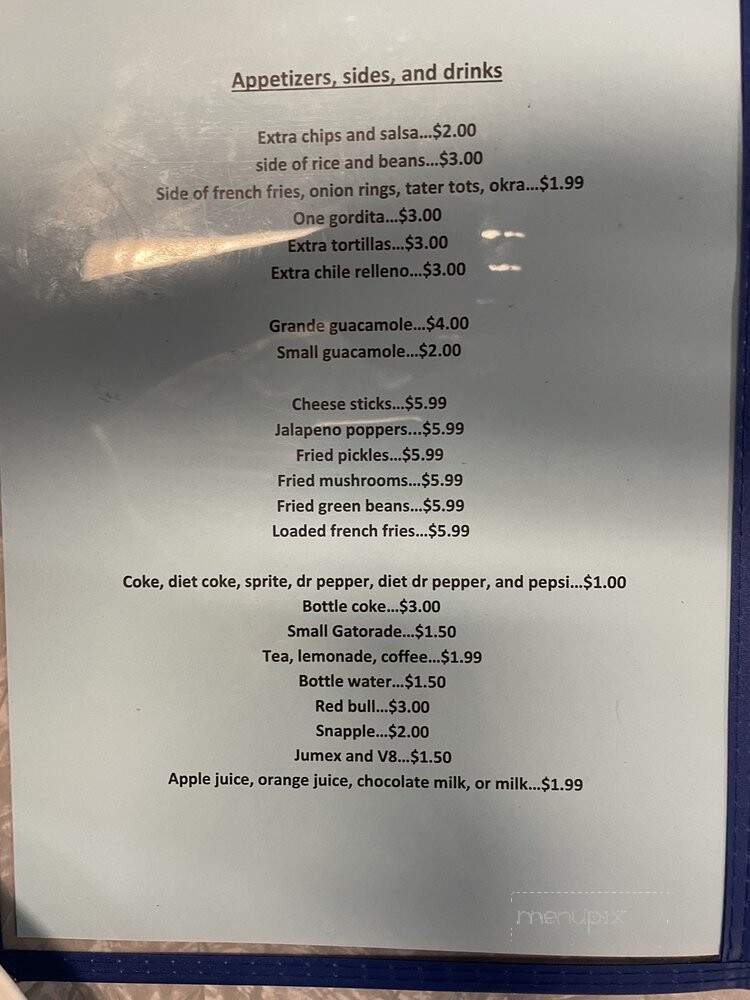 Appetizers, sides, and drinks
Extra chips and salsa...$2.00
side of rice and beans...$3.00
Side of french fries, onion rings, tater tots, okra...$1.99
One gordita...$3.00
Extra tortillas...$3.00
Extra chile relleno...$3.00
Grande guacamole...$4.00
Small guacamole...$2.00
Cheese sticks...$5.99
Jalapeno poppers...$5.99
Fried pickles...$5.99
Fried mushrooms...$5.99
Fried green beans...$5.99
Loaded french fries...$5.99
Coke, diet coke, sprite, dr pepper, diet dr pepper, and pepsi...$1.00
Bottle coke...$3.00
Small Gatorade...$1.50
Tea, lemonade, coffee...$1.99
Bottle water...$1.50
Red bull...$3.00
Snapple...$2.00
Jumex and V8...$1.50
Apple juice, orange juice, chocolate milk, or milk...$1.99
menupix